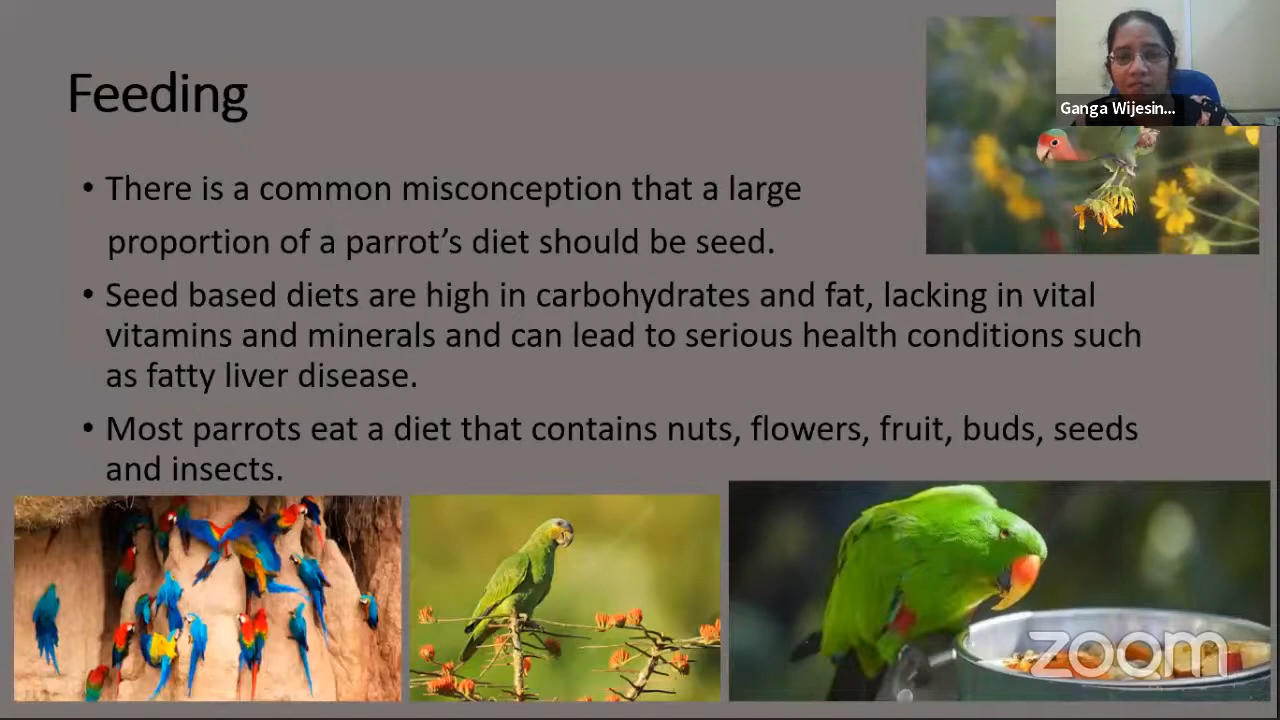 Feeding
Ganga Wijesin...
• There is a common misconception that a large
proportion of a parrot’s diet should be seed.
• Seed based diets are high in carbohydrates and fat, lacking in vital
vitamins and minerals and can lead to serious health conditions such
as fatty liver disease.
• Most parrots eat a diet that contains nuts, flowers, fruit, buds, seeds
and insects.
zoom